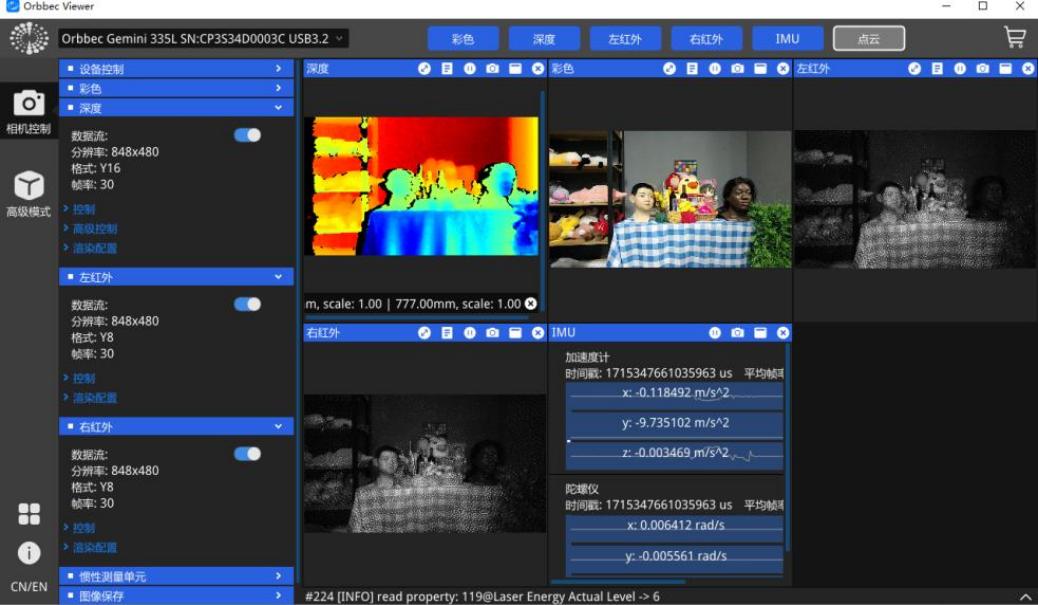 Orbbec Viewer
Orbbec Gemini 335L SN:CP3S34D0003C USB3.2
彩色
深度
左红外
右红外
IMU
点云
相机控制
高级模式
CN/EN
设备控制
彩色
深度
数据流:
分辨率: 848x480
格式: Y16
帧率: 30
> 控制
> 高级控制
> 渲染配置
左红外
数据流:
分辨率: 848x480
格式: Y8
帧率: 30
> 控制
> 渲染配置
右红外
数据流:
分辨率: 848x480
格式: Y8
帧率: 30
> 控制
> 渲染配置
惯性测量单元
图像保存
深度
m, scale: 1.00 | 777.00mm, scale: 1.00
彩色
左红外
右红外
IMU
加速度计
时间戳: 1715347661035963 us 平均帧率
x: -0.118492 m/s^2
y: -9.735102 m/s^2
z: -0.003469 m/s^2
陀螺仪
时间戳: 1715347661035963 us 平均帧率
x: 0.006412 rad/s
y: -0.005561 rad/s
#224 [INFO] read property: 119@Laser Energy Actual Level -> 6